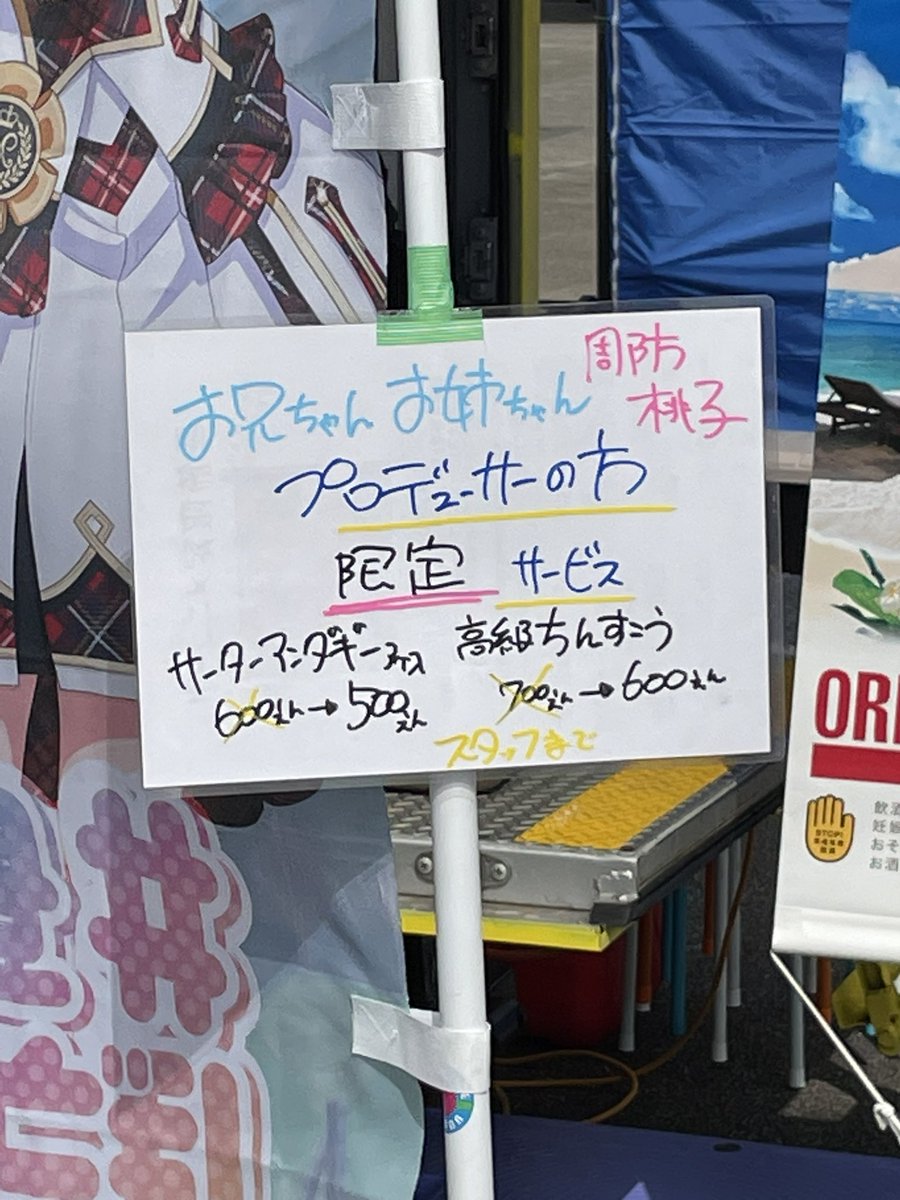 お兄ちゃん お姉ちゃん 周防
桃子
プロデューサーの方
限定 サービス
サーターアンダギーアイス 高級ちんすこう
600えん→500えん 700えん→600えん
スタッフまで
STOP!